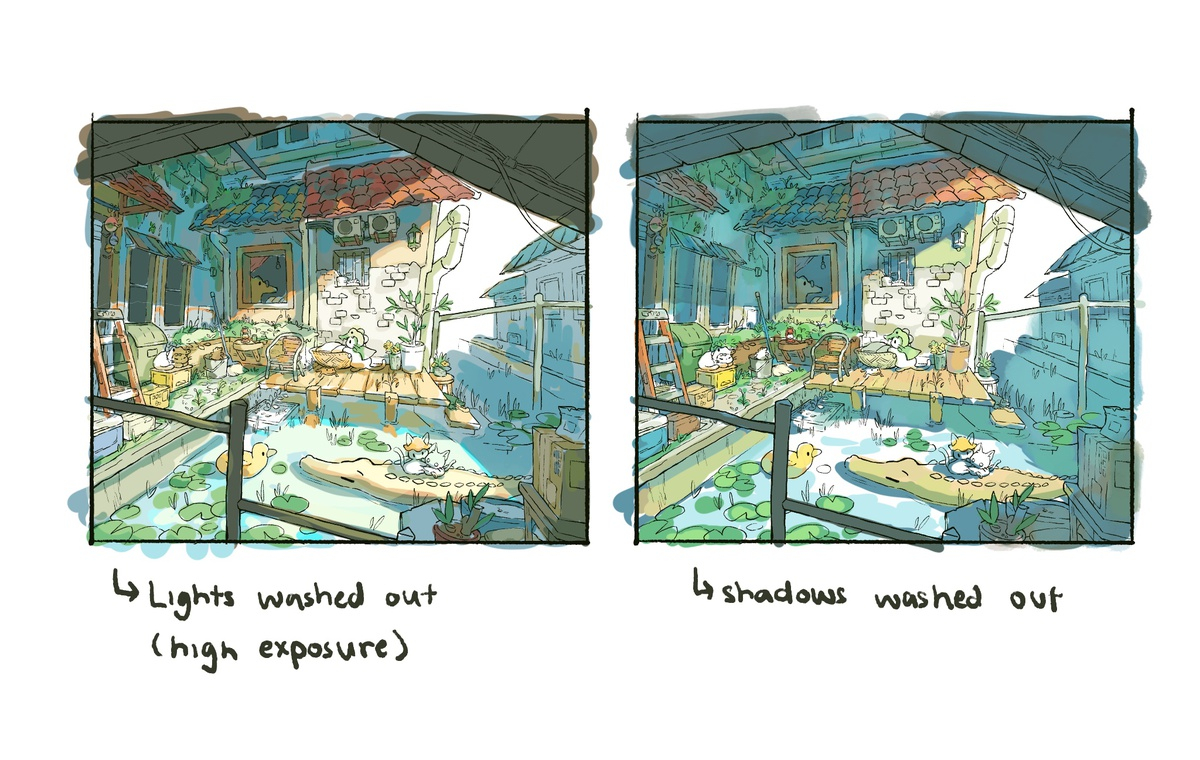 ↳ Lights washed out
(high exposure)
↳ shadows washed out